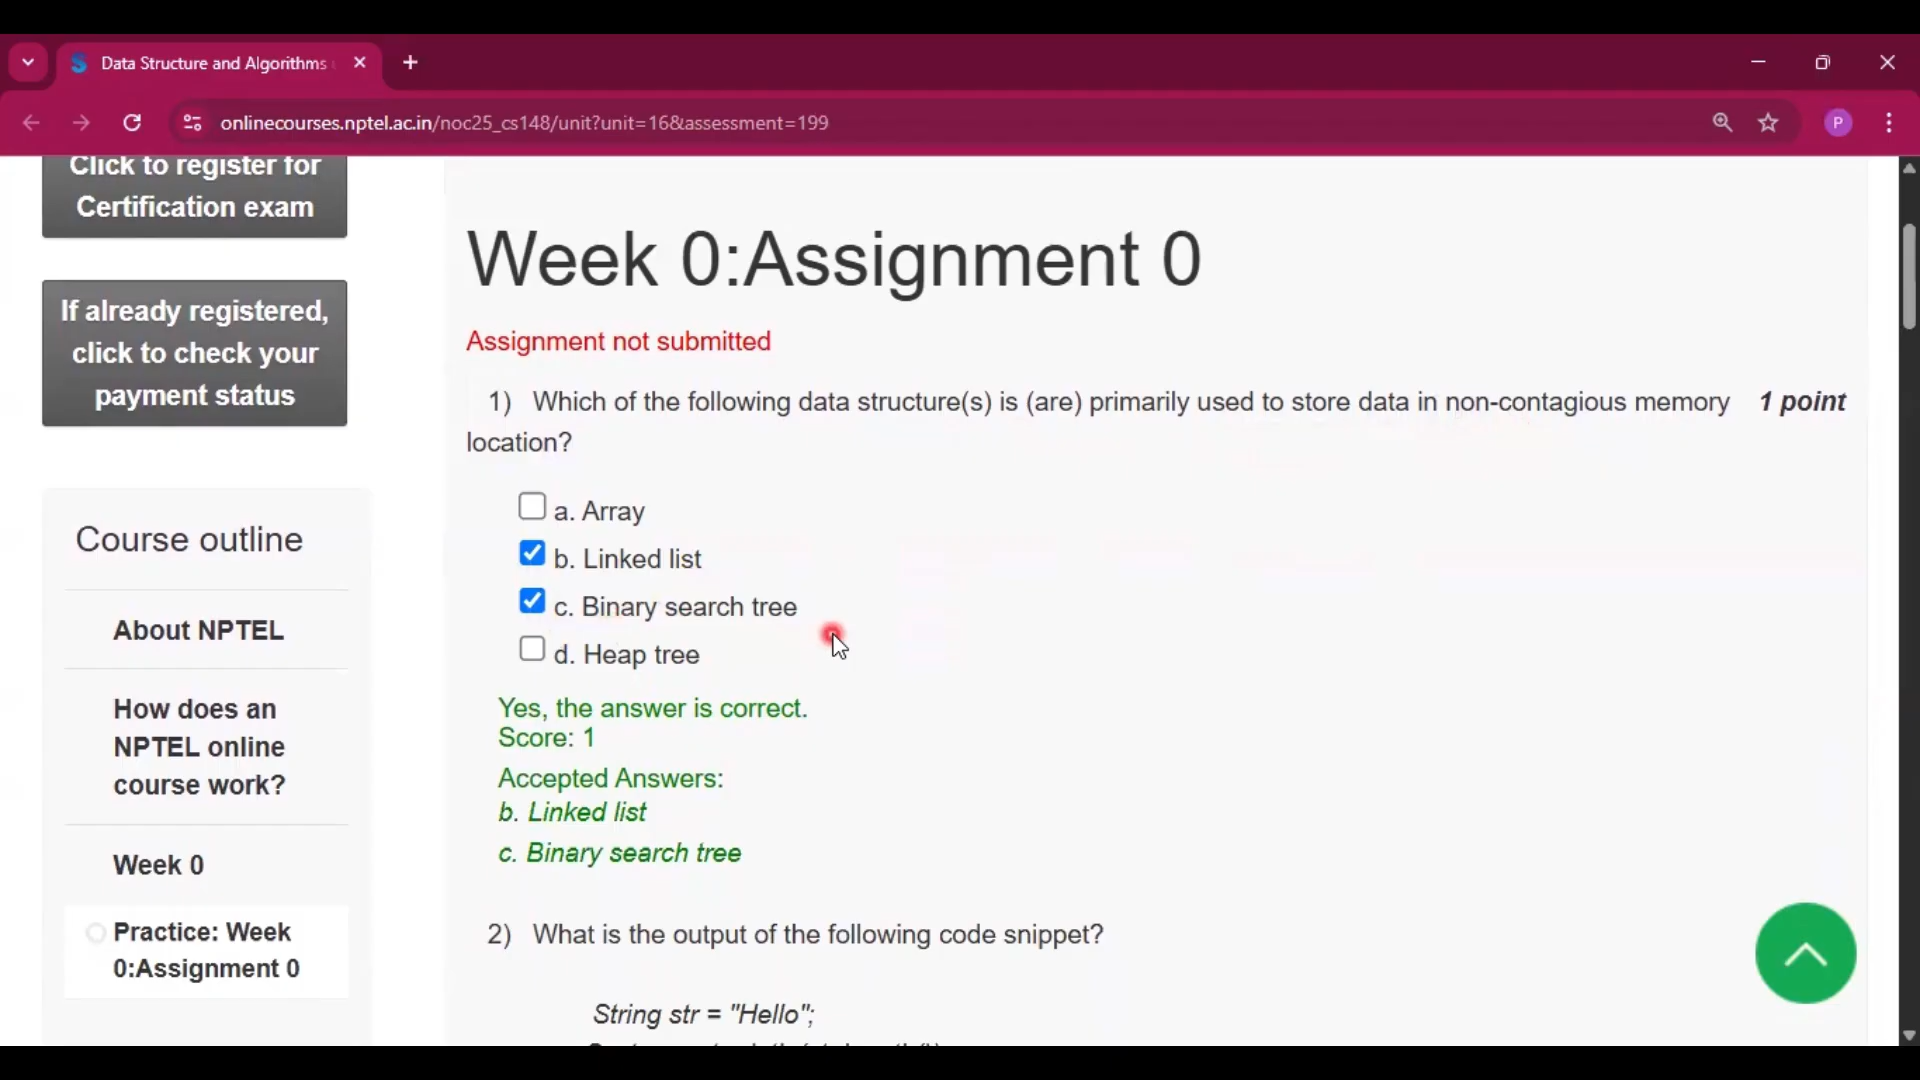 Data Structure and Algorithms
onlinecourses.nptel.ac.in/noc25_cs148/unit?unit=16&assessment=199
P
Click to register for
Certification exam
If already registered,
click to check your
payment status
Course outline
About NPTEL
How does an
NPTEL online
course work?
Week 0
Practice: Week
0:Assignment 0
Week 0:Assignment 0
Assignment not submitted
1) Which of the following data structure(s) is (are) primarily used to store data in non-contagious memory 1 point
location?
a. Array
b. Linked list
c. Binary search tree
d. Heap tree
Yes, the answer is correct.
Score: 1
Accepted Answers:
b. Linked list
c. Binary search tree
2) What is the output of the following code snippet?
String str = "Hello";